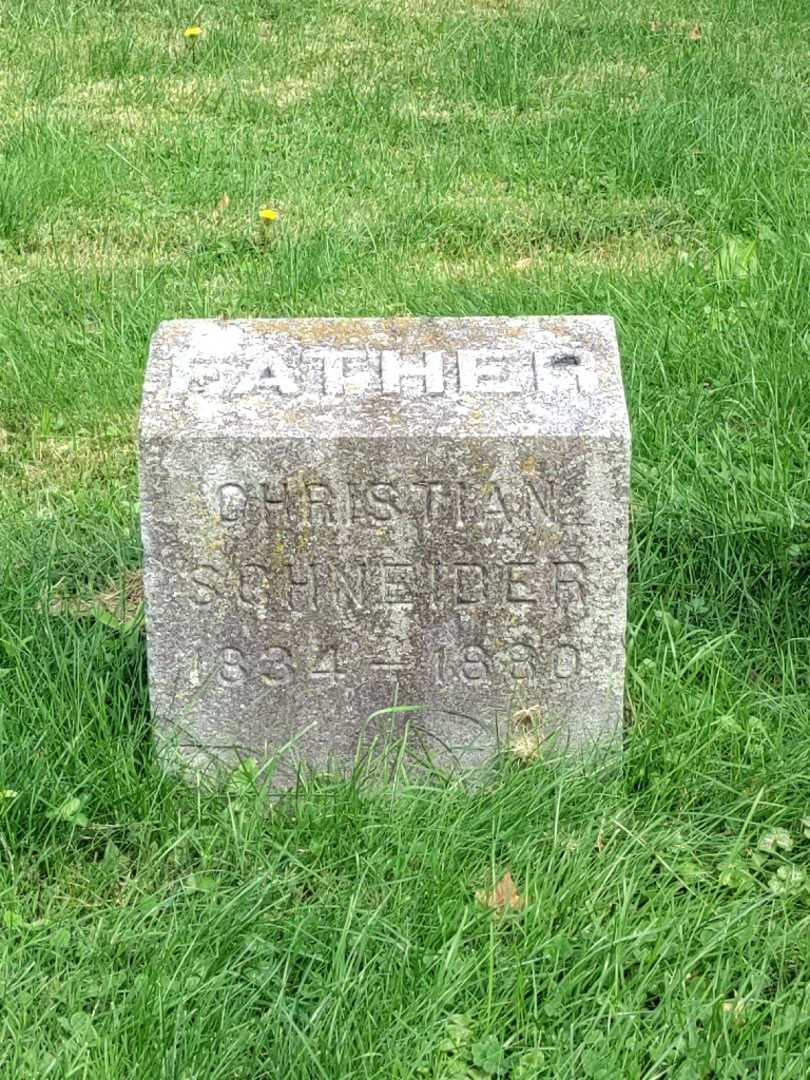 FATHER
CHRISTIAN
SCHNEIDER
1834 - 1880